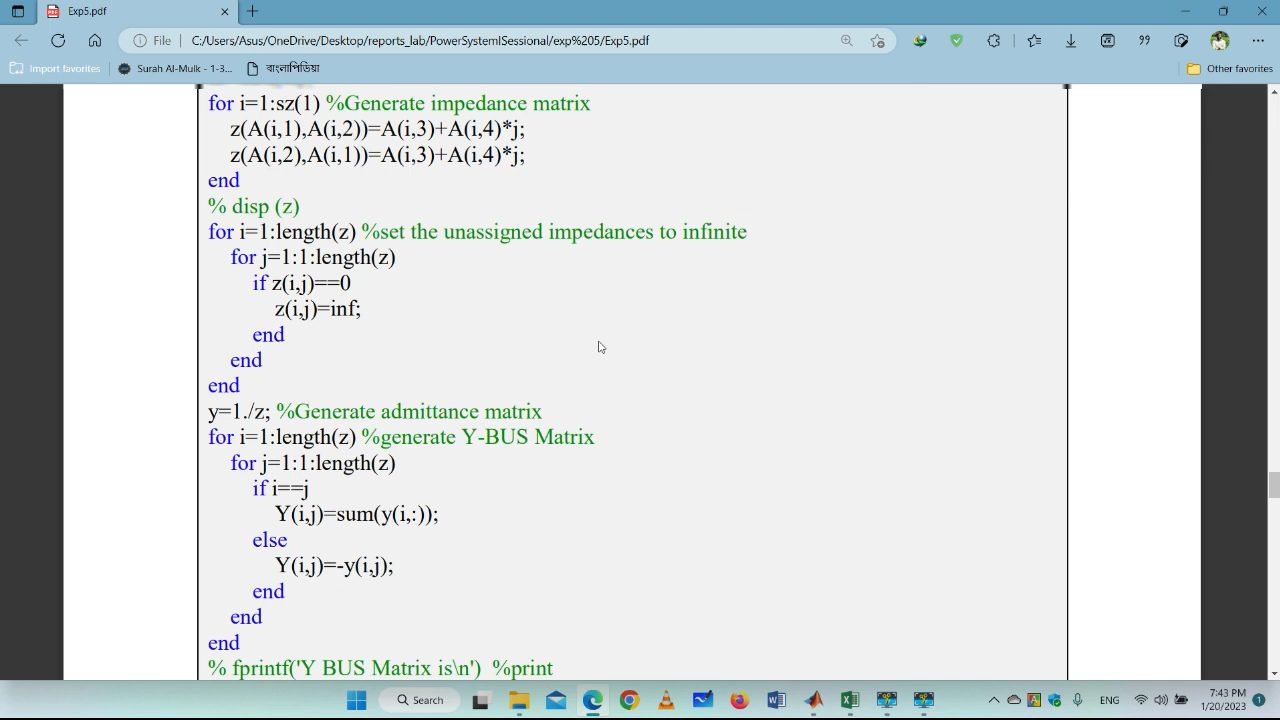 Exp5.pdf
File
C:/Users/Asus/OneDrive/Desktop/reports_lab/PowerSystemISessional/exp%205/Exp5.pdf
Import favorites
Surah Al-Mulk - 1-3...
বাংলাপিডিয়া
Other favorites
for i=1:sz(1) %Generate impedance matrix
z(A(i,1),A(i,2))=A(i,3)+A(i,4)*j;
z(A(i,2),A(i,1))=A(i,3)+A(i,4)*j;
end
% disp (z)
for i=1:length(z) %set the unassigned impedances to infinite
for j=1:1:length(z)
if z(i,j)==0
z(i,j)=inf;
end
end
end
y=1./z; %Generate admittance matrix
for i=1:length(z) %generate Y-BUS Matrix
for j=1:1:length(z)
if i==j
Y(i,j)=sum(y(i,:));
else
Y(i,j)=-y(i,j);
end
end
end
% fprintf('Y BUS Matrix is\n')  %print
Search
ENG
7:43 PM
1/20/2023
1